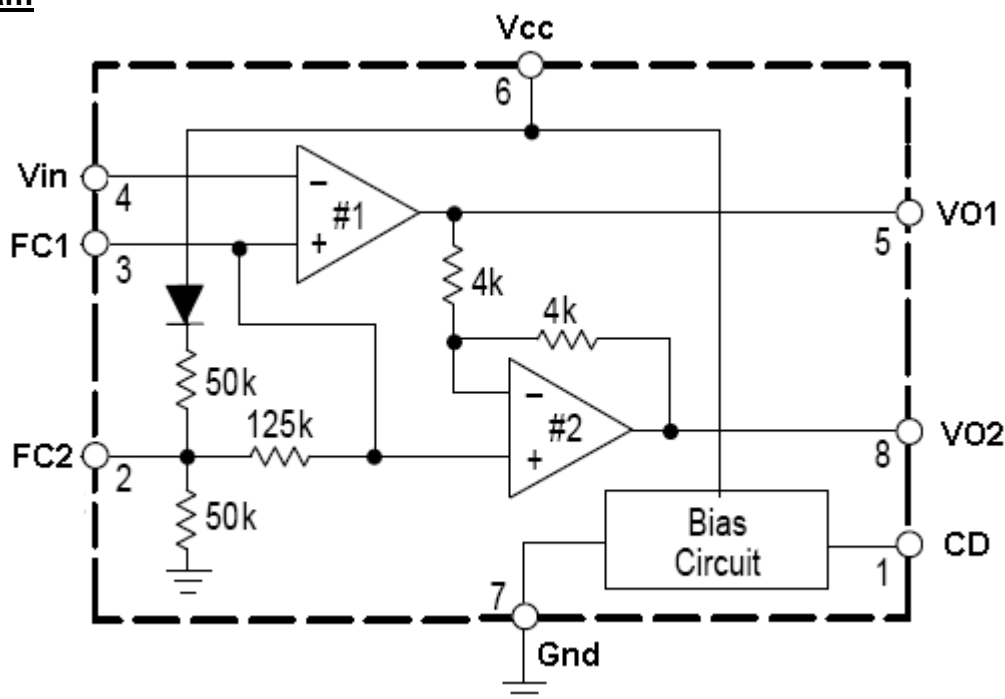 Vcc
6
Vin
4
−
#1
+
VO1
5
FC1
3
4k
4k
50k
−
#2
+
125k
FC2
2
VO2
8
50k
Bias
Circuit
CD
1
7
Gnd